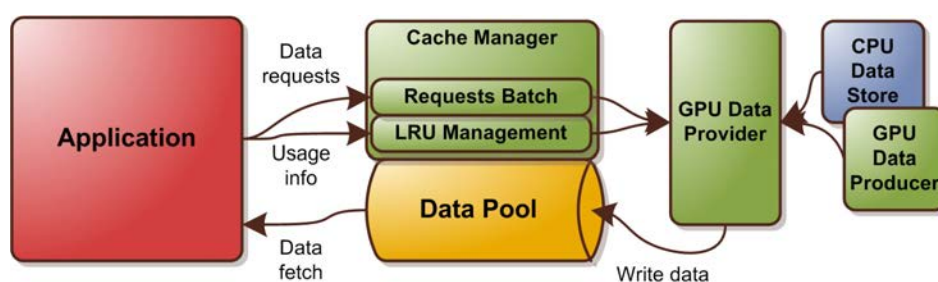 Application
Data
requests
Usage
info
Data
fetch
Cache Manager
Requests Batch
LRU Management
Data Pool
GPU Data
Provider
Write data
CPU
Data
Store
GPU
Data
Producer